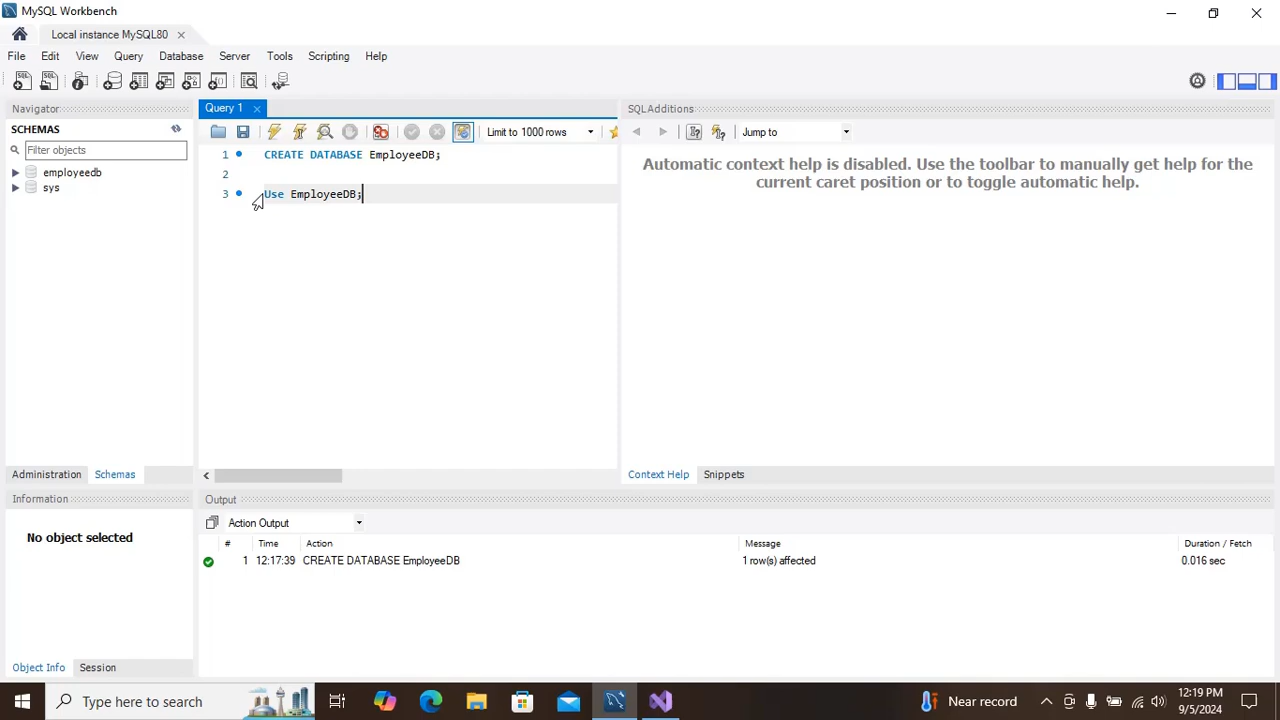 MySQL Workbench
Local instance MySQL80
File Edit View Query Database Server Tools Scripting Help
Navigator
SCHEMAS
Filter objects
employeedb
sys
Administration Schemas
Information
No object selected
Object Info Session
Query 1
Limit to 1000 rows
1 CREATE DATABASE EmployeeDB;
2
3 Use EmployeeDB;
SQLAdditions
Jump to
Automatic context help is disabled. Use the toolbar to manually get help for the
current caret position or to toggle automatic help.
Context Help Snippets
Output
Action Output
# Time Action Message Duration / Fetch
1 12:17:39 CREATE DATABASE EmployeeDB 1 row(s) affected 0.016 sec
Type here to search
Near record
12:19 PM
9/5/2024